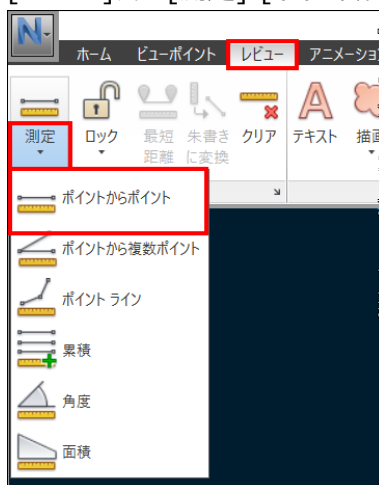 ホーム ビューポイント レビュー アニメーショ
測定 ロック 最短距離 朱書きに変換 クリア テキスト 描画
ポイントからポイント
ポイントから複数ポイント
ポイント ライン
累積
角度
面積